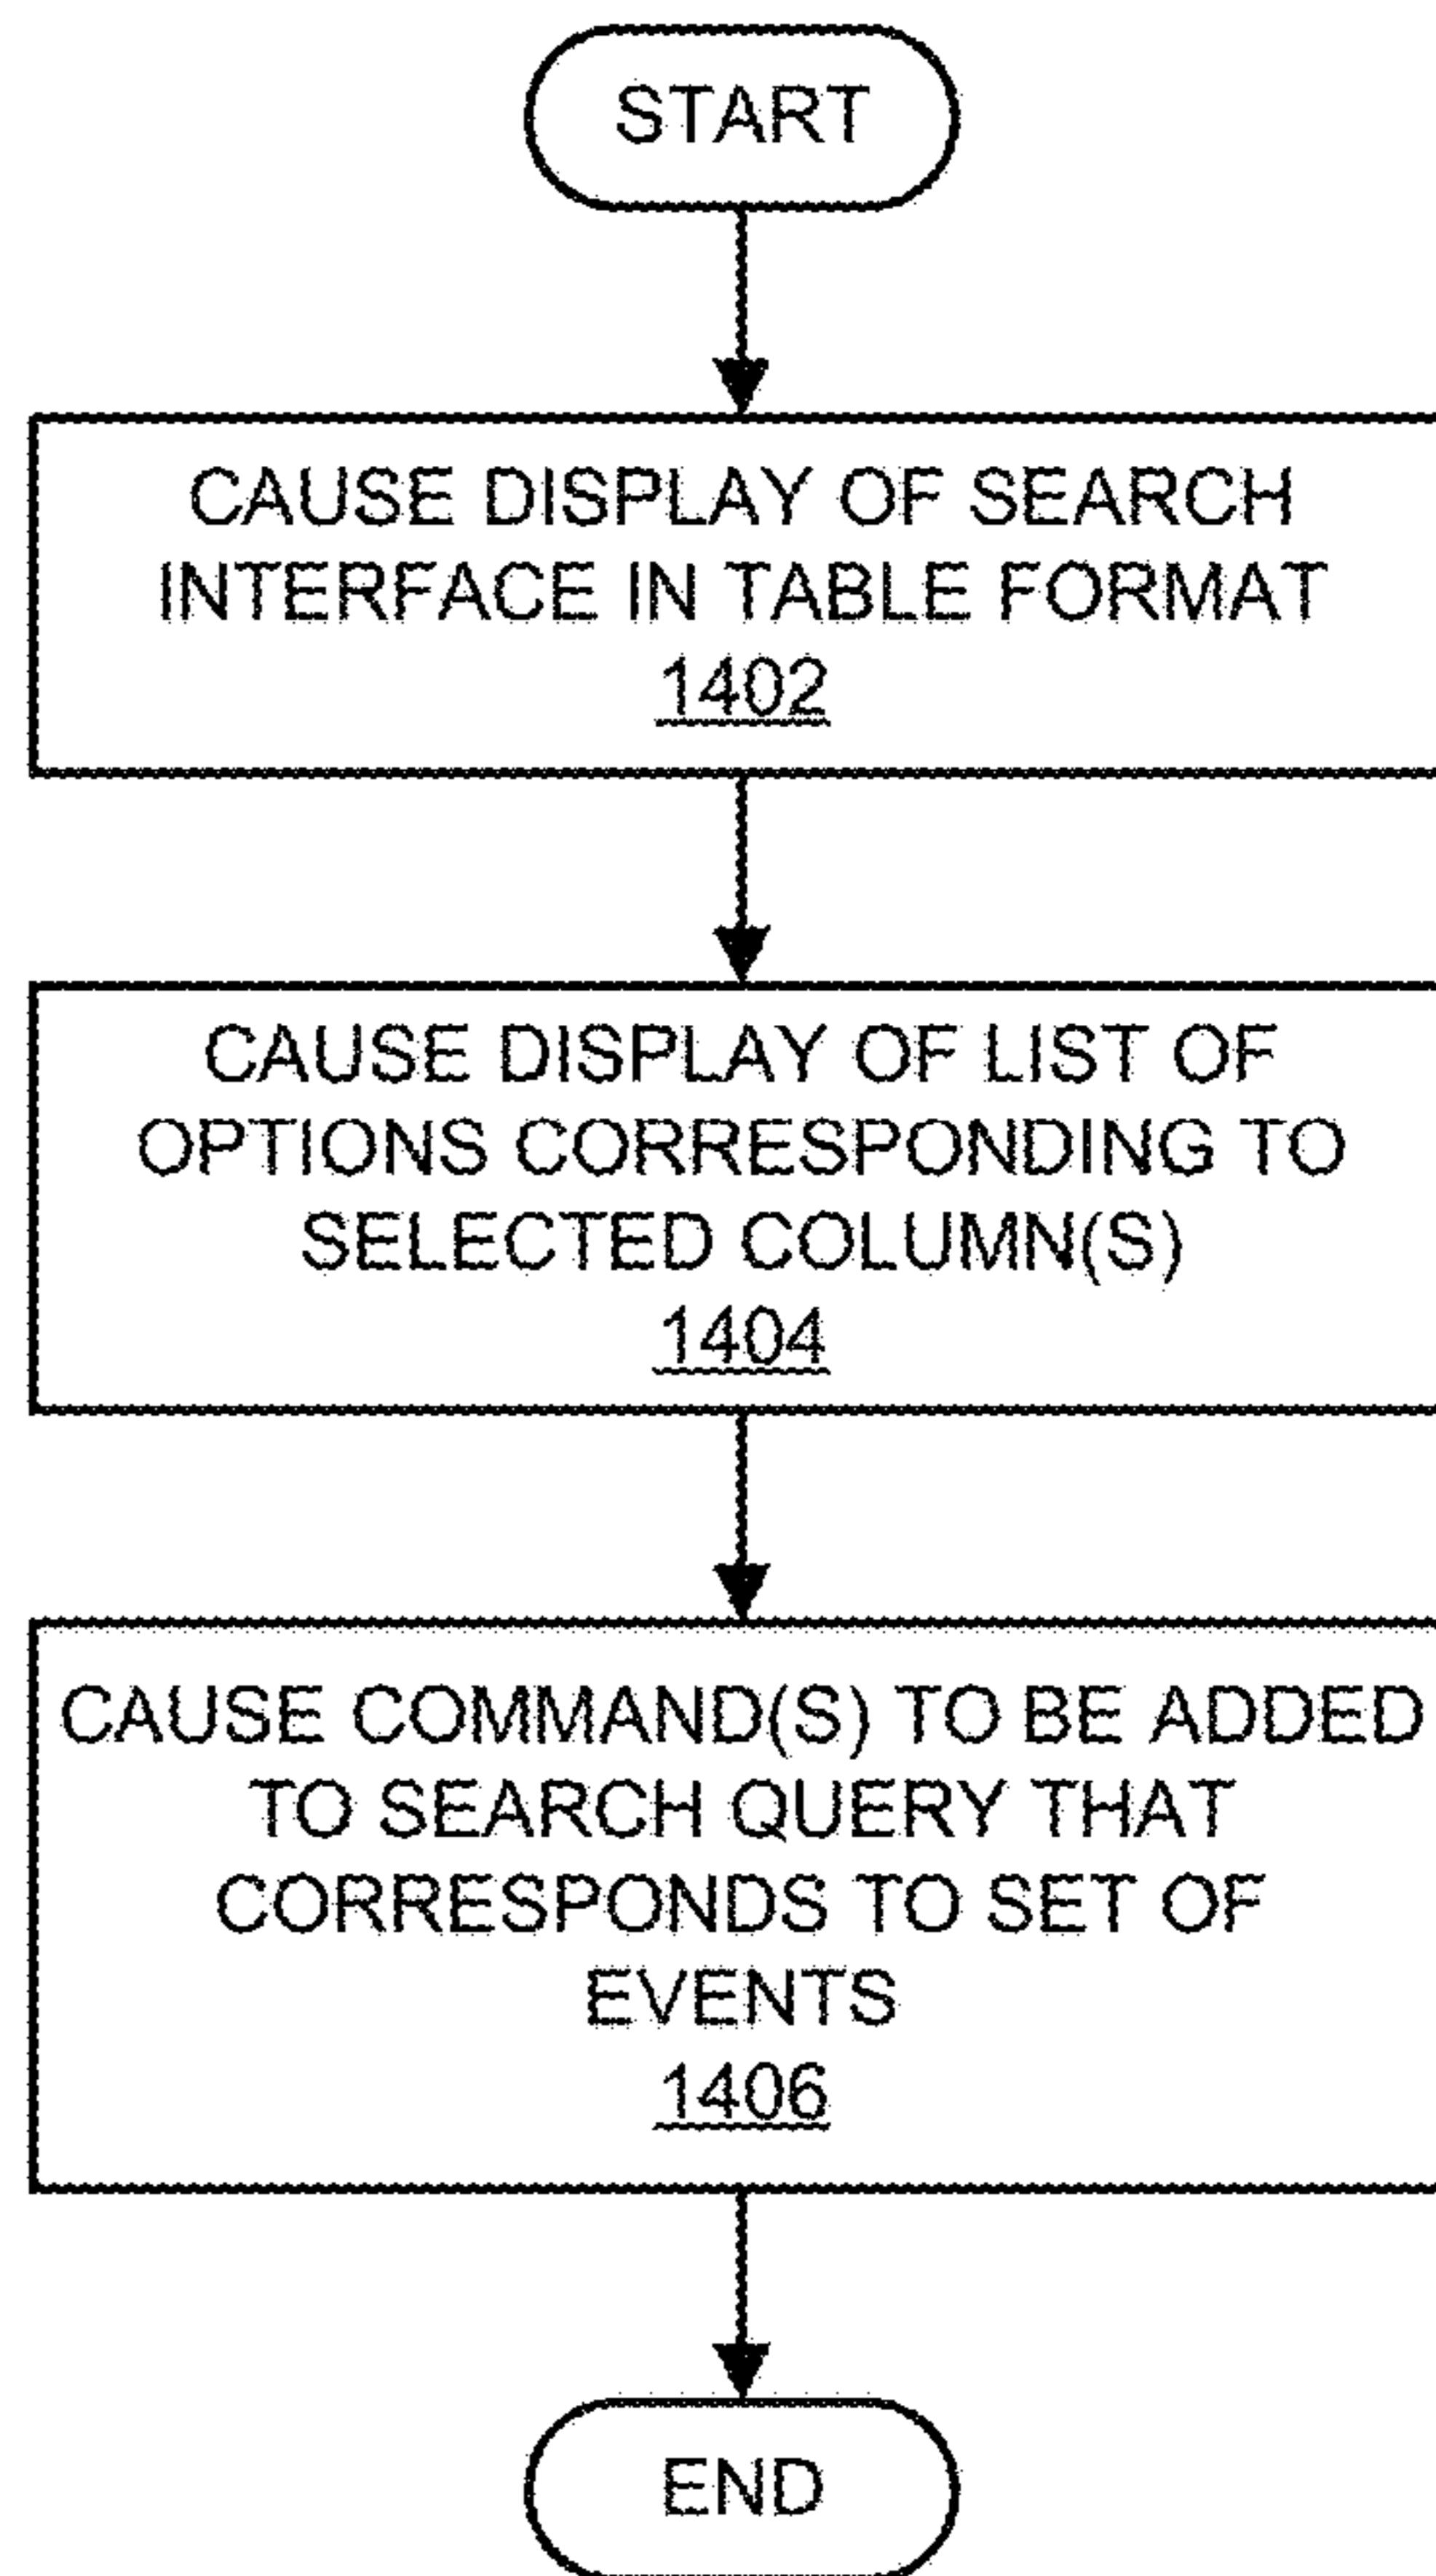 START
CAUSE DISPLAY OF SEARCH
INTERFACE IN TABLE FORMAT
1402
CAUSE DISPLAY OF LIST OF
OPTIONS CORRESPONDING TO
SELECTED COLUMN(S)
1404
CAUSE COMMAND(S) TO BE ADDED
TO SEARCH QUERY THAT
CORRESPONDS TO SET OF
EVENTS
1406
END